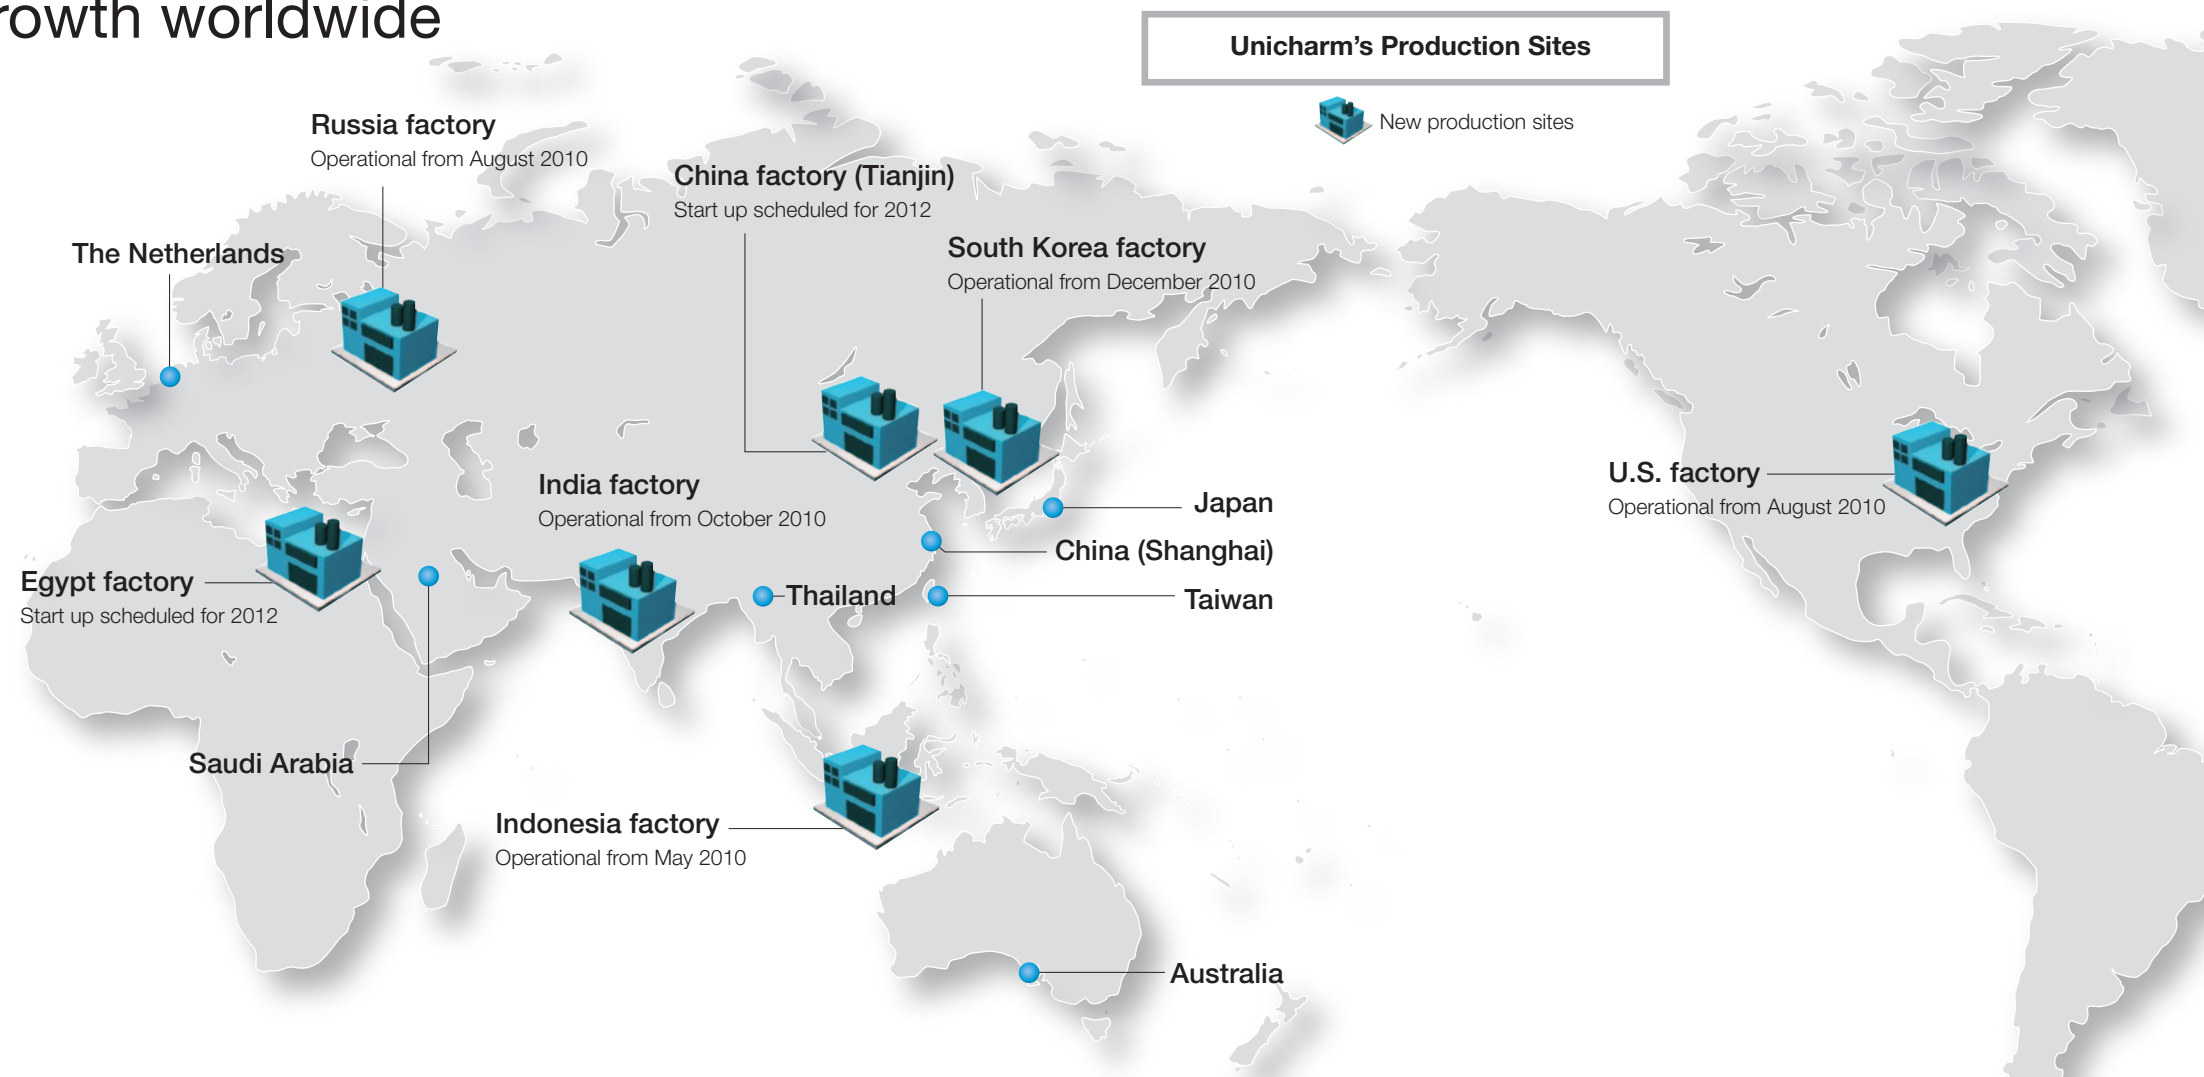 rowth worldwide
Unicharm’s Production Sites
New production sites
Russia factory
Operational from August 2010
China factory (Tianjin)
Start up scheduled for 2012
The Netherlands
South Korea factory
Operational from December 2010
India factory
Operational from October 2010
U.S. factory
Operational from August 2010
Japan
China (Shanghai)
Egypt factory
Start up scheduled for 2012
Thailand
Taiwan
Saudi Arabia
Indonesia factory
Operational from May 2010
Australia